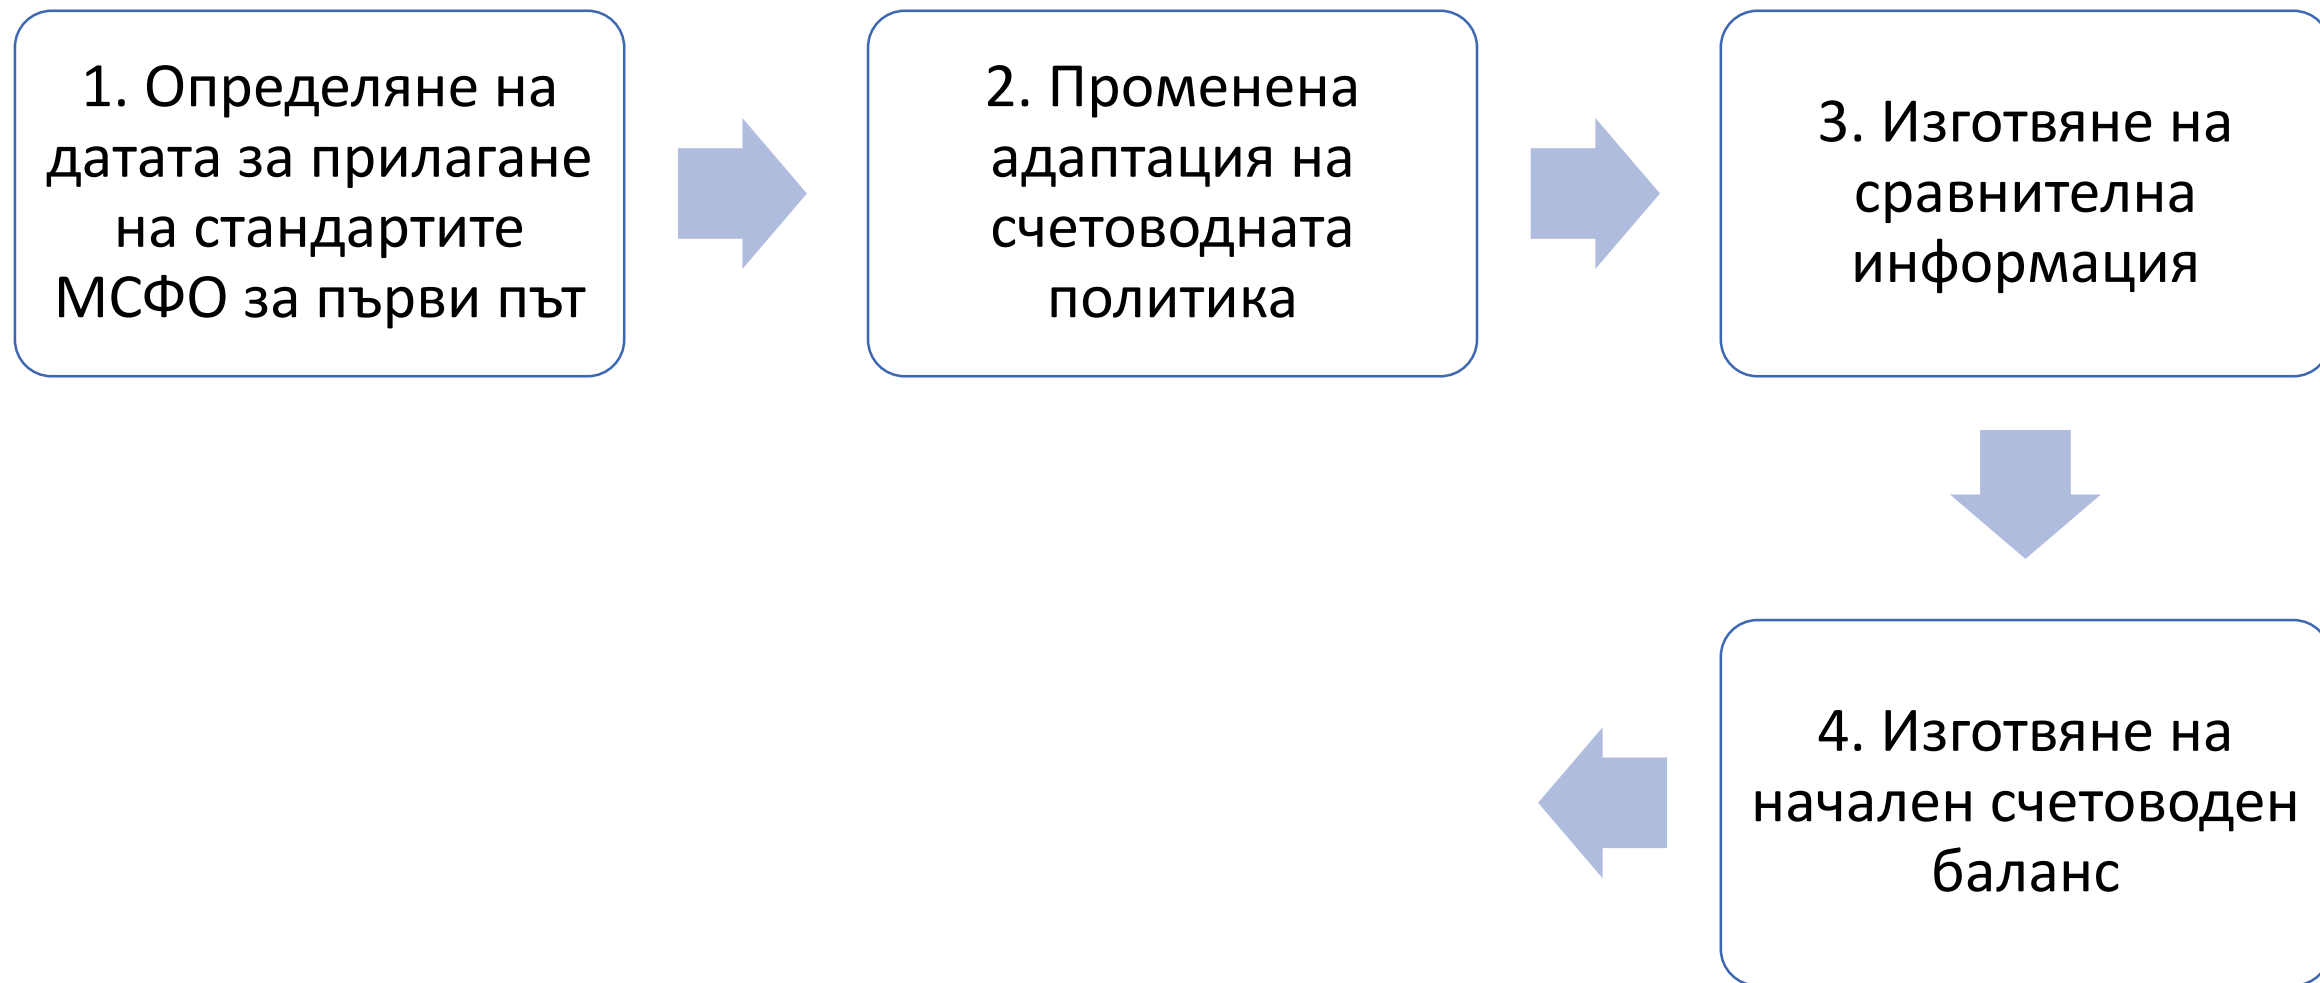 1. Определяне на
датата за прилагане
на стандартите
МСФО за първи път
2. Променена
адаптация на
счетоводната
политика
3. Изготвяне на
сравнителна
информация
4. Изготвяне на
начален счетоводен
баланс